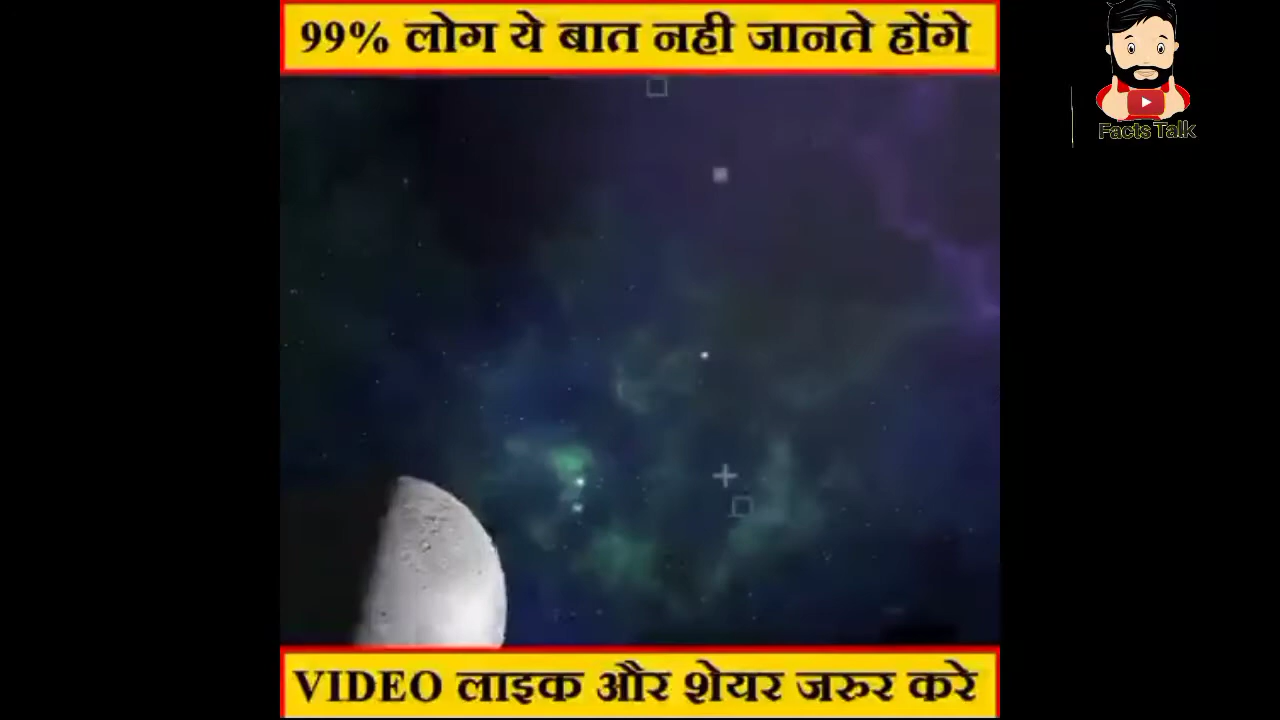 99% लोग ये बात नही जानते होंगे
Facts Talk
VIDEO लाइक और शेयर जरुर करे